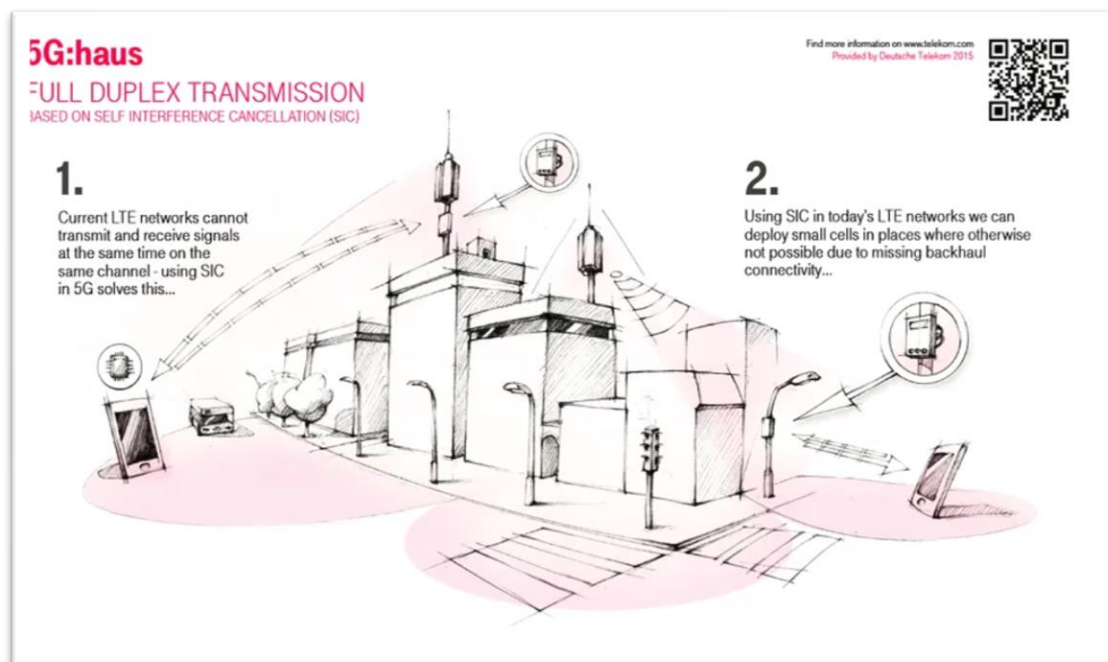 5G:haus
FULL DUPLEX TRANSMISSION
BASED ON SELF INTERFERENCE CANCELLATION (SIC)
Find more information on www.telekom.com
Provided by Deutsche Telekom 2015
1.
Current LTE networks cannot
transmit and receive signals
at the same time on the
same channel - using SIC
in 5G solves this...
2.
Using SIC in today's LTE networks we can
deploy small cells in places where otherwise
not possible due to missing backhaul
connectivity...